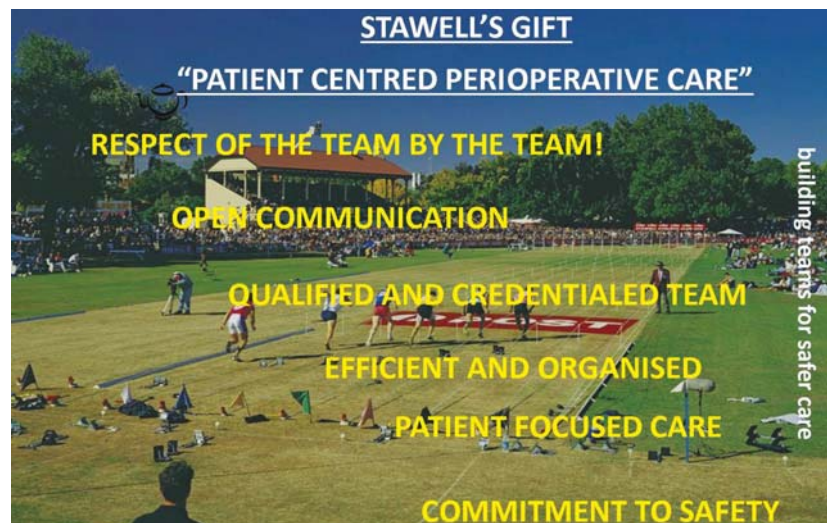 STAWELL'S GIFT
"PATIENT CENTRED PERIOPERATIVE CARE"
RESPECT OF THE TEAM BY THE TEAM!
OPEN COMMUNICATION
QUALIFIED AND CREDENTIALED TEAM
EFFICIENT AND ORGANISED
PATIENT FOCUSED CARE
COMMITMENT TO SAFETY
building teams for safer care